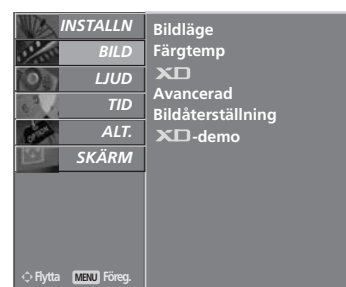 INSTALLN
BILD
LJUD
TID
ALT.
SKÄRM
Bildläge
Färgtemp
XD
Avancerad
Bildåterställning
XD-demo
Flytta MENU Föreg.